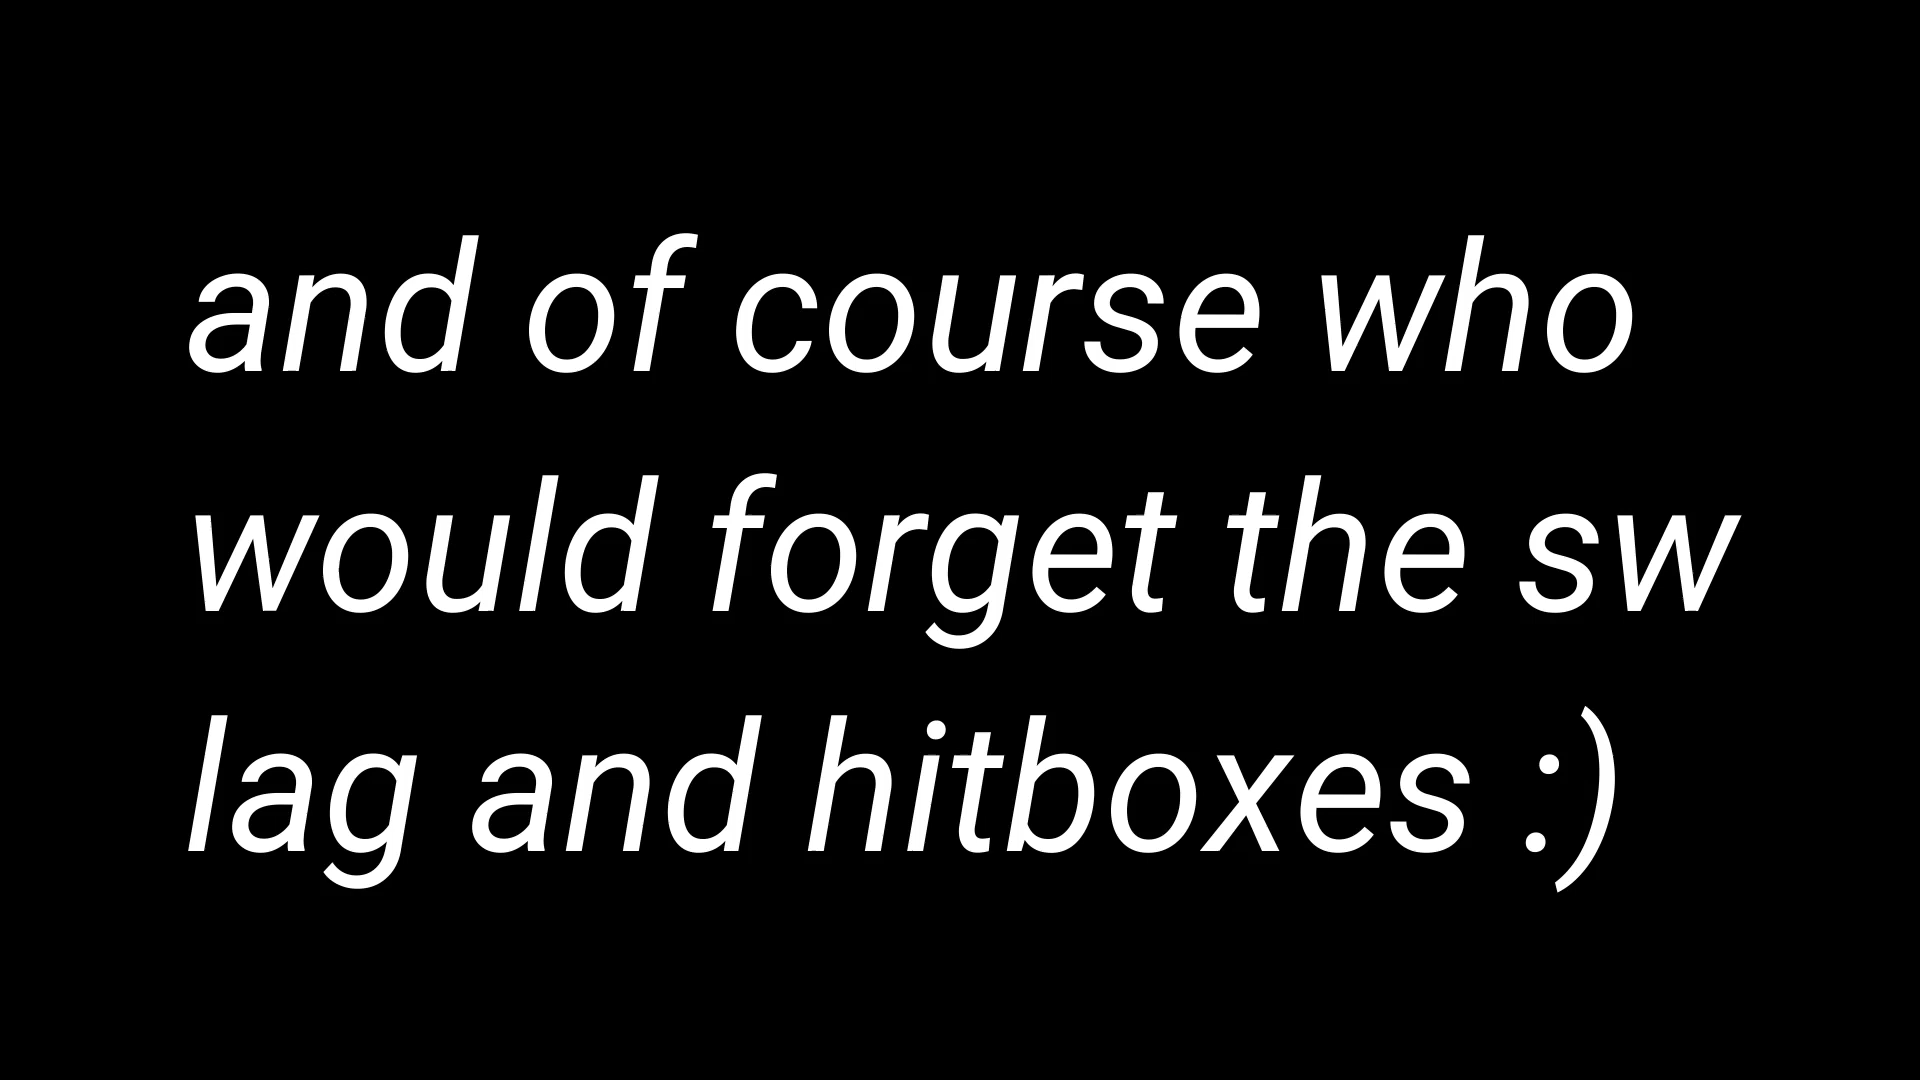 and of course who
would forget the sw
lag and hitboxes :)